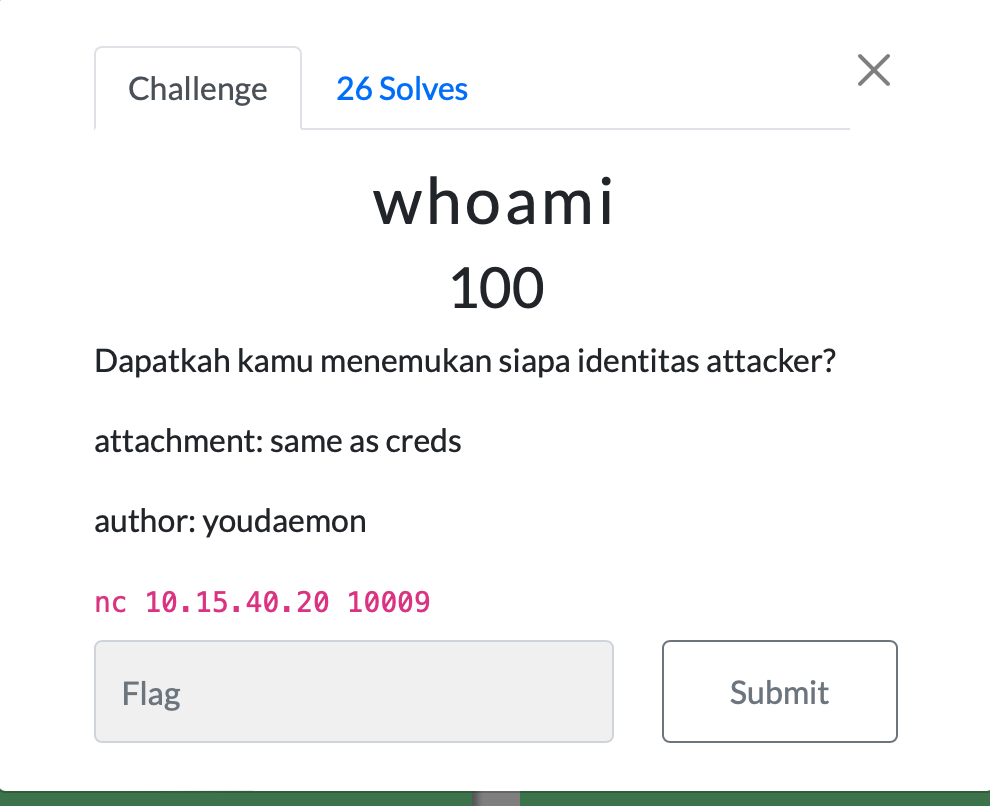 Challenge
26 Solves
whoami
100
Dapatkah kamu menemukan siapa identitas attacker?
attachment: same as creds
author: youdaemon
nc 10.15.40.20 10009
Flag
Submit